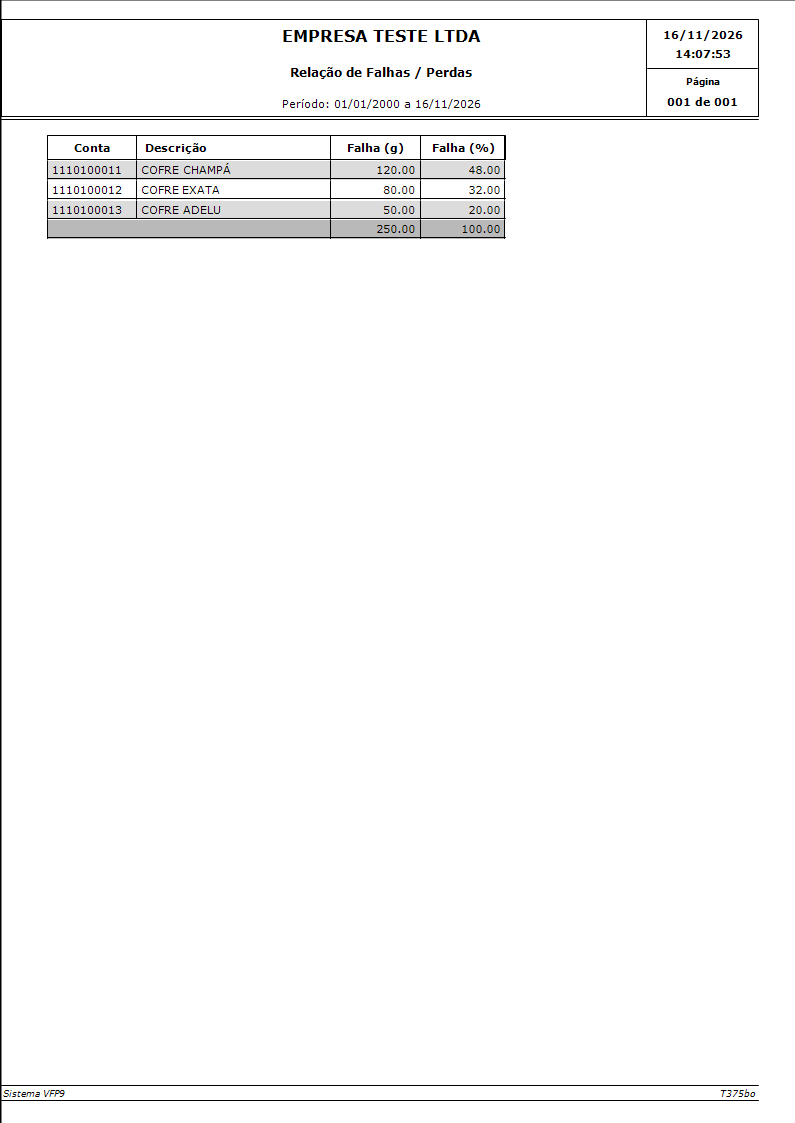 EMPRESA TESTE LTDA
16/11/2026
14:07:53
Relação de Falhas / Perdas
Página
Período: 01/01/2000 a 16/11/2026
001 de 001
Conta Descrição Falha (g) Falha (%)
1110100011 COFRE CHAMPÁ 120.00 48.00
1110100012 COFRE EXATA 80.00 32.00
1110100013 COFRE ADELU 50.00 20.00
250.00 100.00
Sistema VFP9 T375bo